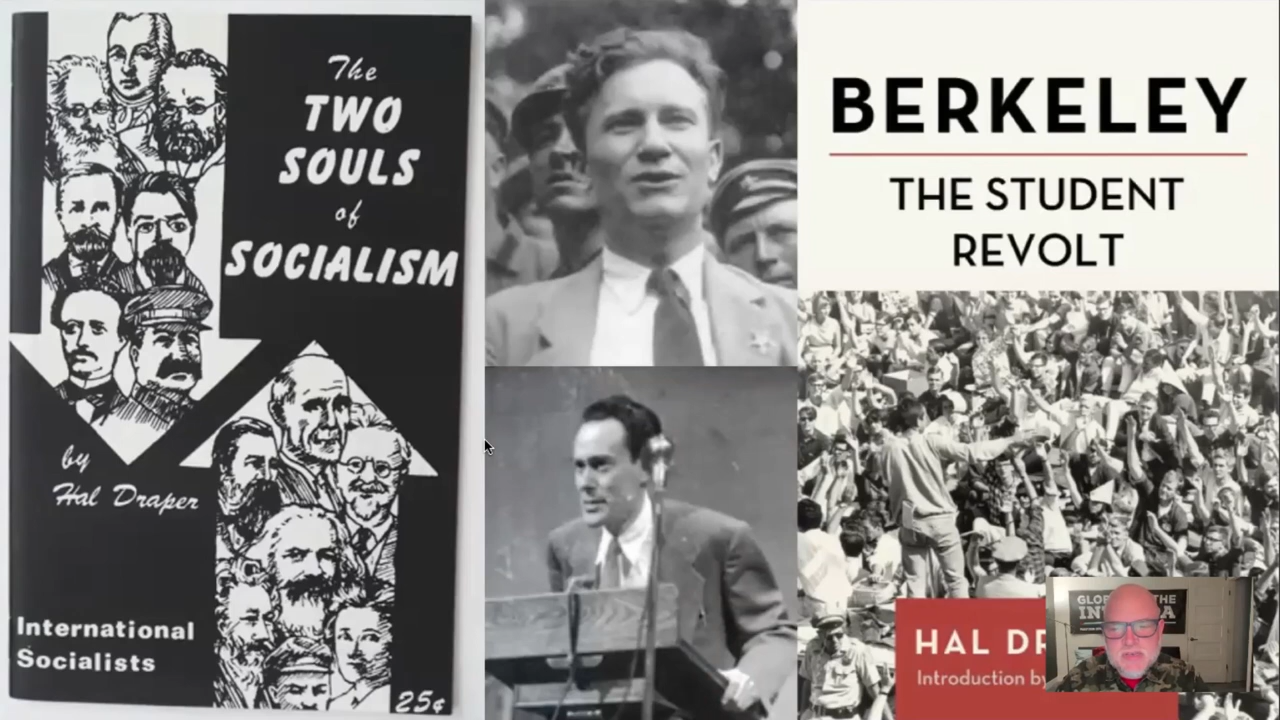 The
TWO
SOULS
of
SOCIALISM
by
Hal Draper
International
Socialists
25¢
BERKELEY
THE STUDENT
REVOLT
HAL DR
Introduction by